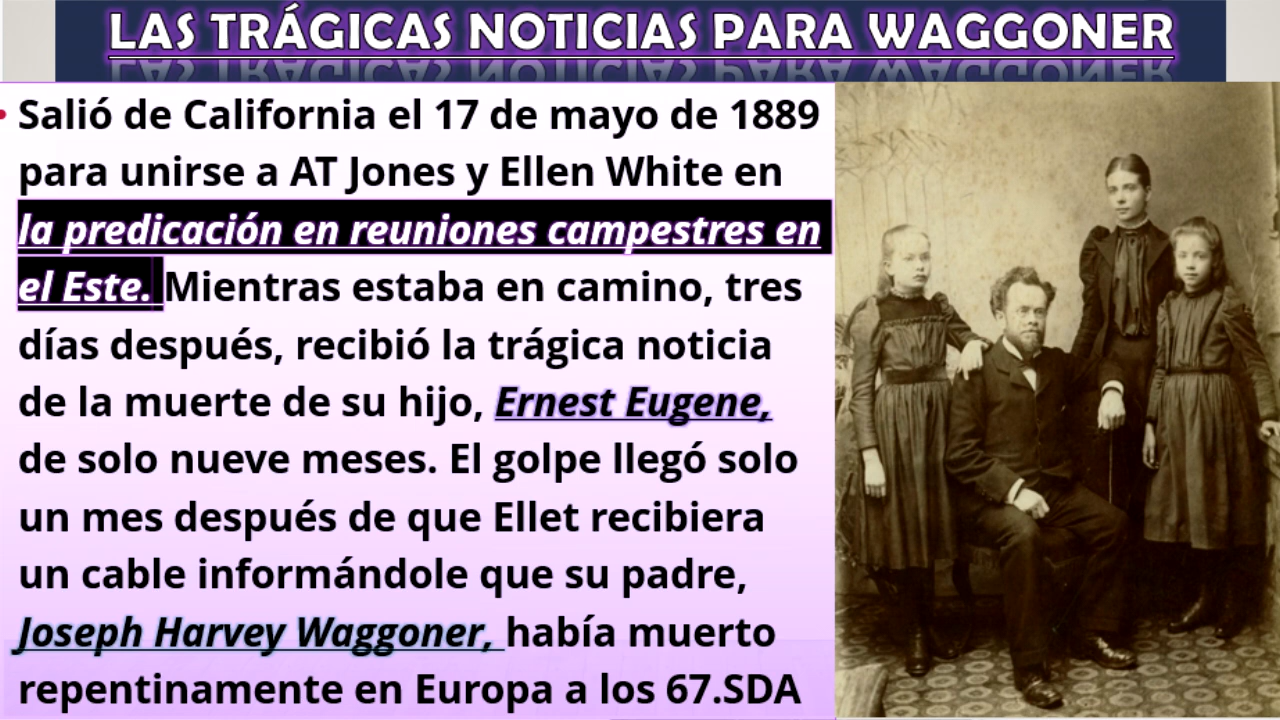 LAS TRÁGICAS NOTICIAS PARA WAGGONER
• Salió de California el 17 de mayo de 1889
para unirse a AT Jones y Ellen White en
la predicación en reuniones campestres en
el Este. Mientras estaba en camino, tres
días después, recibió la trágica noticia
de la muerte de su hijo, Ernest Eugene,
de solo nueve meses. El golpe llegó solo
un mes después de que Ellet recibiera
un cable informándole que su padre,
Joseph Harvey Waggoner, había muerto
repentinamente en Europa a los 67.SDA